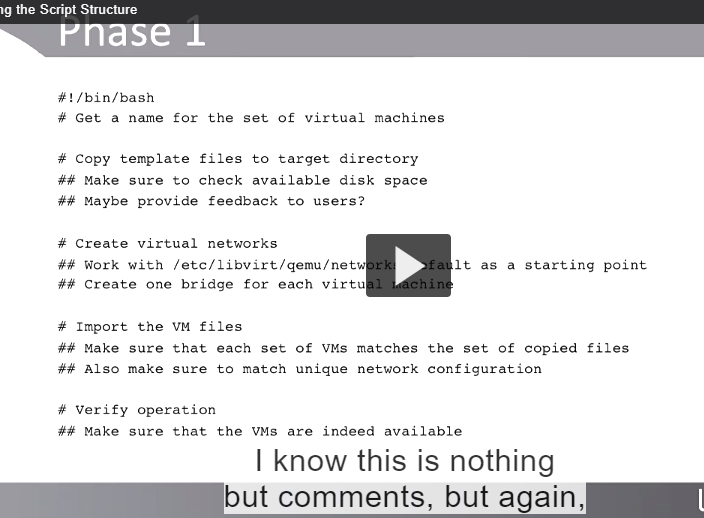 ng the Script Structure
Phase 1
#!/bin/bash
# Get a name for the set of virtual machines
# Copy template files to target directory
## Make sure to check available disk space
## Maybe provide feedback to users?
# Create virtual networks
## Work with /etc/libvirt/qemu/networks fault as a starting point
## Create one bridge for each virtual machine
# Import the VM files
## Make sure that each set of VMs matches the set of copied files
## Also make sure to match unique network configuration
# Verify operation
## Make sure that the VMs are indeed available
I know this is nothing
but comments, but again,